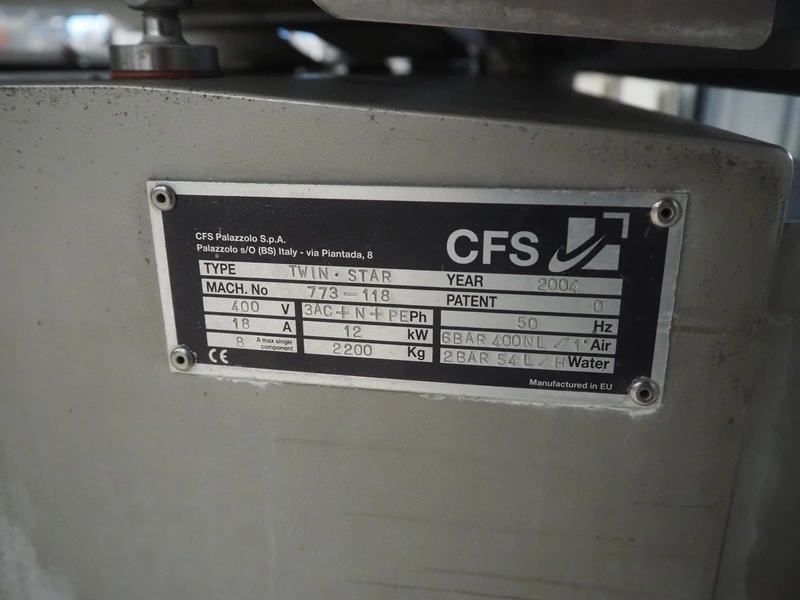 CFS Palazzolo S.p.A.
Palazzolo s/O (BS) Italy - via Piantada, 8
CFS
TYPE TWIN·STAR YEAR 2004
MACH. No 773-118 PATENT 0
400 V 3AC+N+PE Ph 50 Hz
18 A 12 kW 6BAR 400NL/1' Air
8 A max single component 2200 Kg 2BAR 54L/H Water
CE
Manufactured in EU